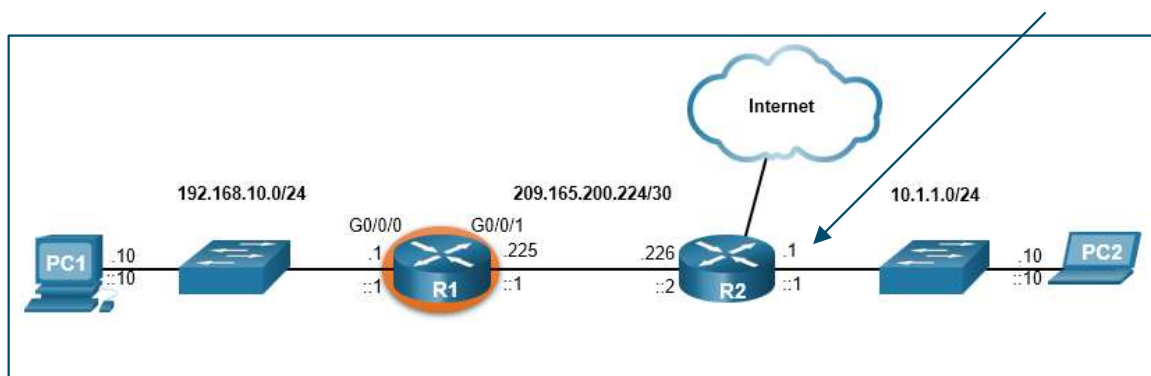 Internet
192.168.10.0/24
209.165.200.224/30
10.1.1.0/24
G0/0/0
G0/0/1
PC1
.10
::10
.1
::1
R1
.225
::1
.226
::2
R2
.1
::1
.10
::10
PC2